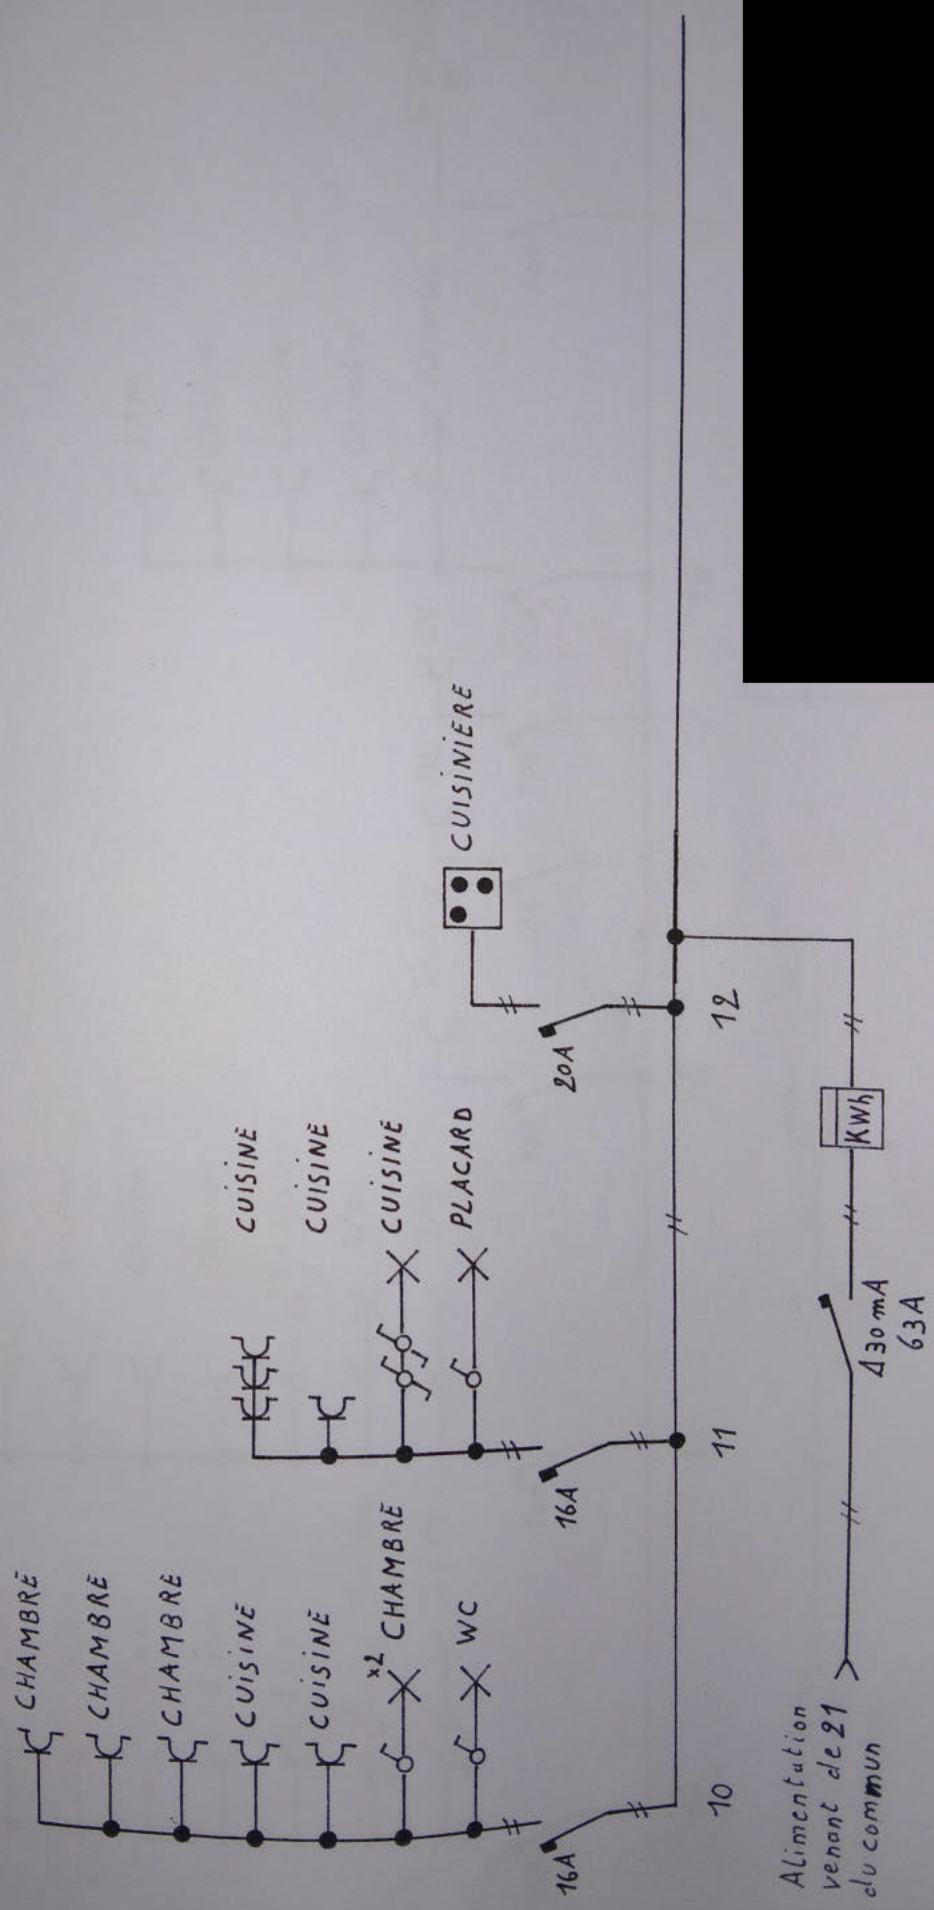 CHAMBRE
CHAMBRE
CHAMBRE
CUISINE
CUISINE
x2 CHAMBRE
WC
16A
10
CUISINE
CUISINE
CUISINE
PLACARD
16A
11
CUISINIERE
20A
12
Alimentation
venant de 21
du commun
Δ30mA
63A
KWh